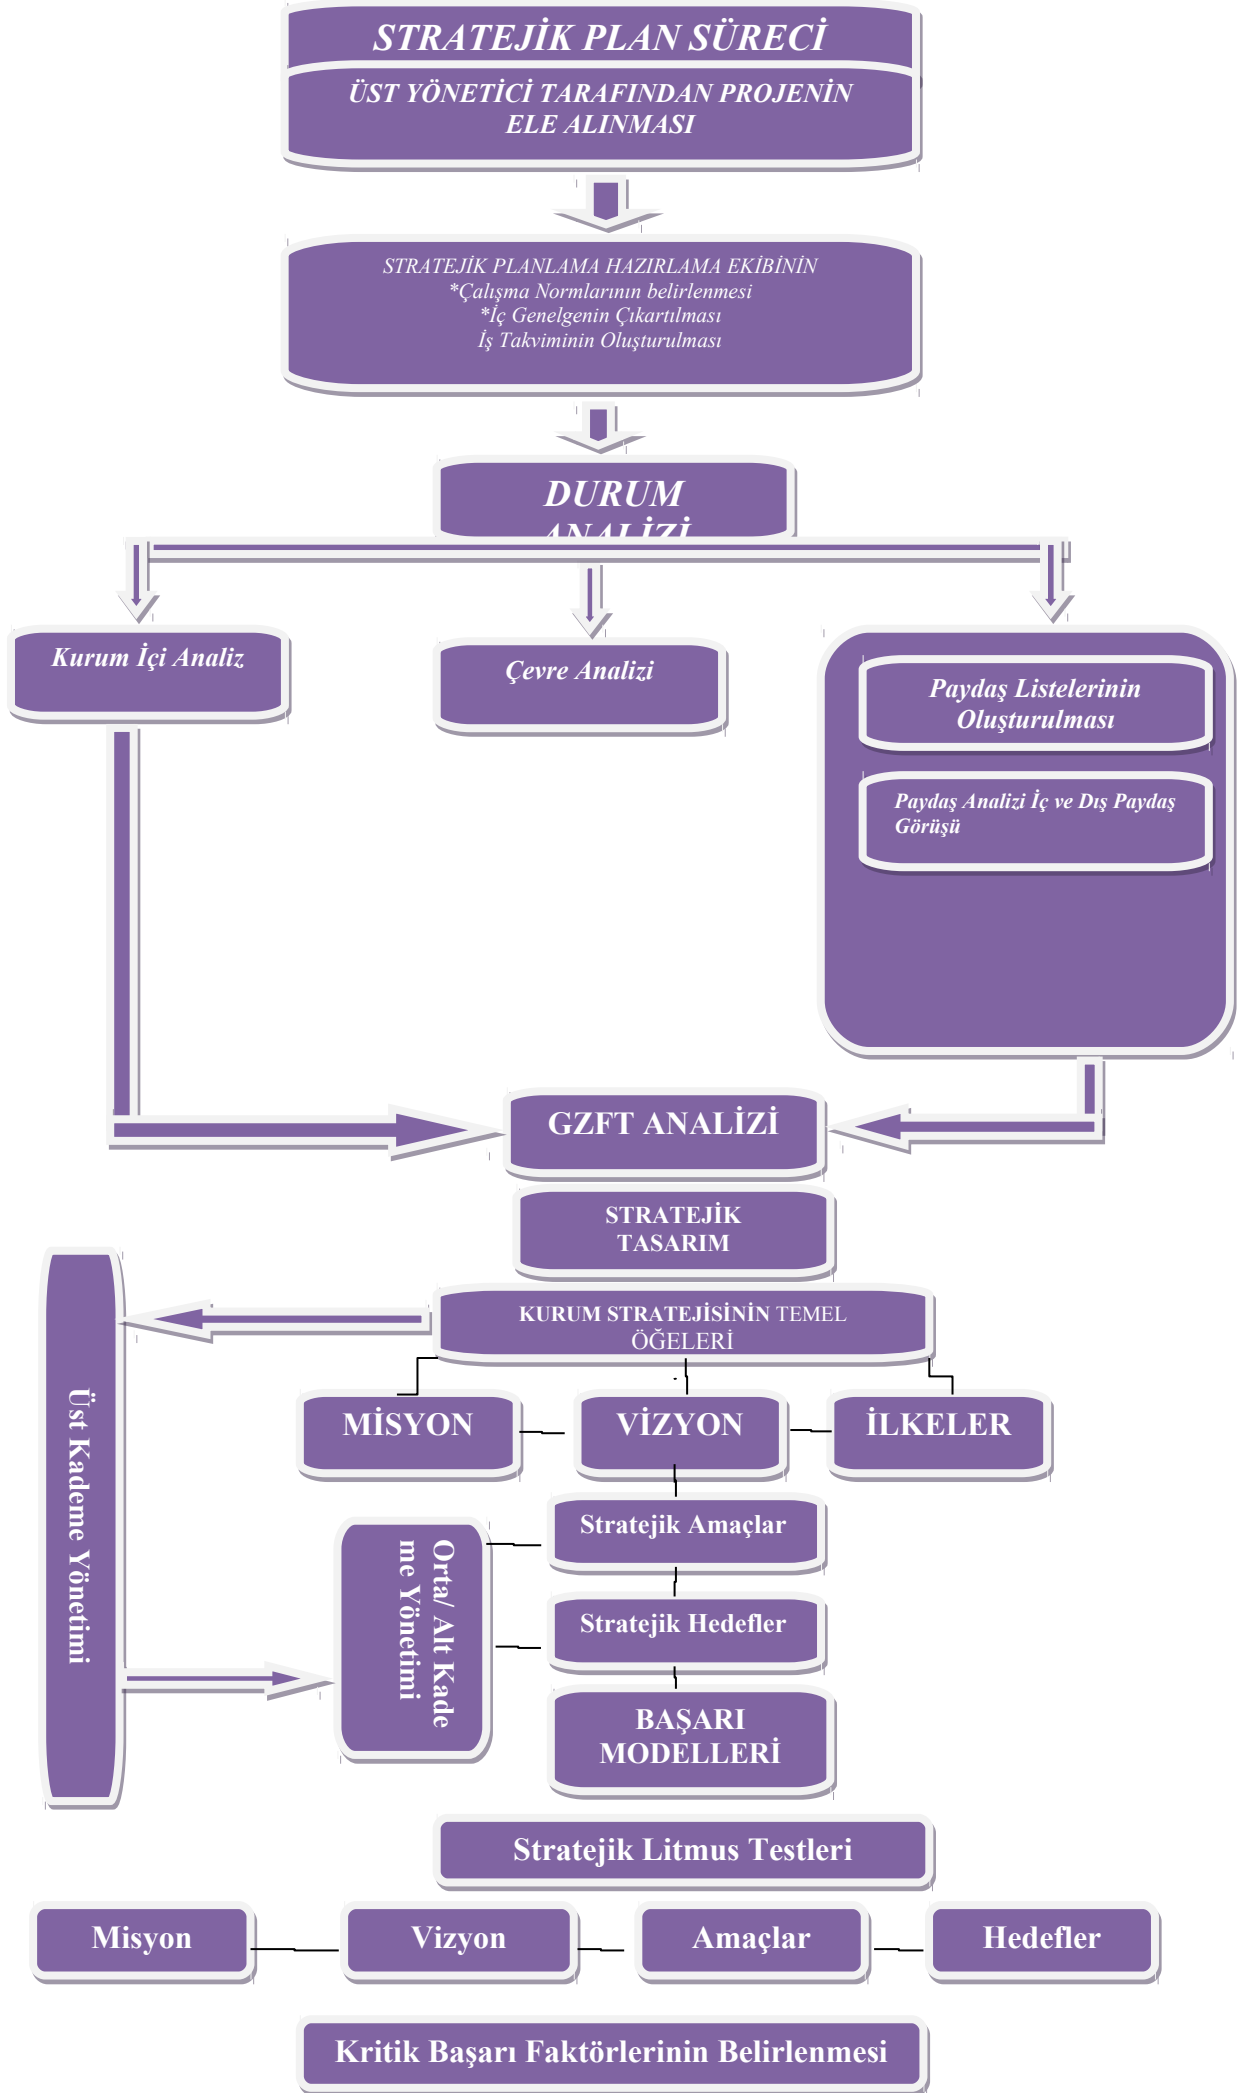 STRATEJİK PLAN SÜRECİ
ÜST YÖNETİCİ TARAFINDAN PROJENİN
ELE ALINMASI
STRATEJİK PLANLAMA HAZIRLAMA EKİBİNİN
*Çalışma Normlarının belirlenmesi
*İç Genelgenin Çıkartılması
İş Takviminin Oluşturulması
DURUM
ANALİZİ
Kurum İçi Analiz
Çevre Analizi
Paydaş Listelerinin
Oluşturulması
Paydaş Analizi İç ve Dış Paydaş
Görüşü
GZFT ANALİZİ
STRATEJİK
TASARIM
KURUM STRATEJİSİNİN TEMEL
ÖĞELERİ
MİSYON
VİZYON
İLKELER
Üst Kademe Yönetimi
Orta/ Alt Kade
me Yönetimi
Stratejik Amaçlar
Stratejik Hedefler
BAŞARI
MODELLERİ
Stratejik Litmus Testleri
Misyon
Vizyon
Amaçlar
Hedefler
Kritik Başarı Faktörlerinin Belirlenmesi